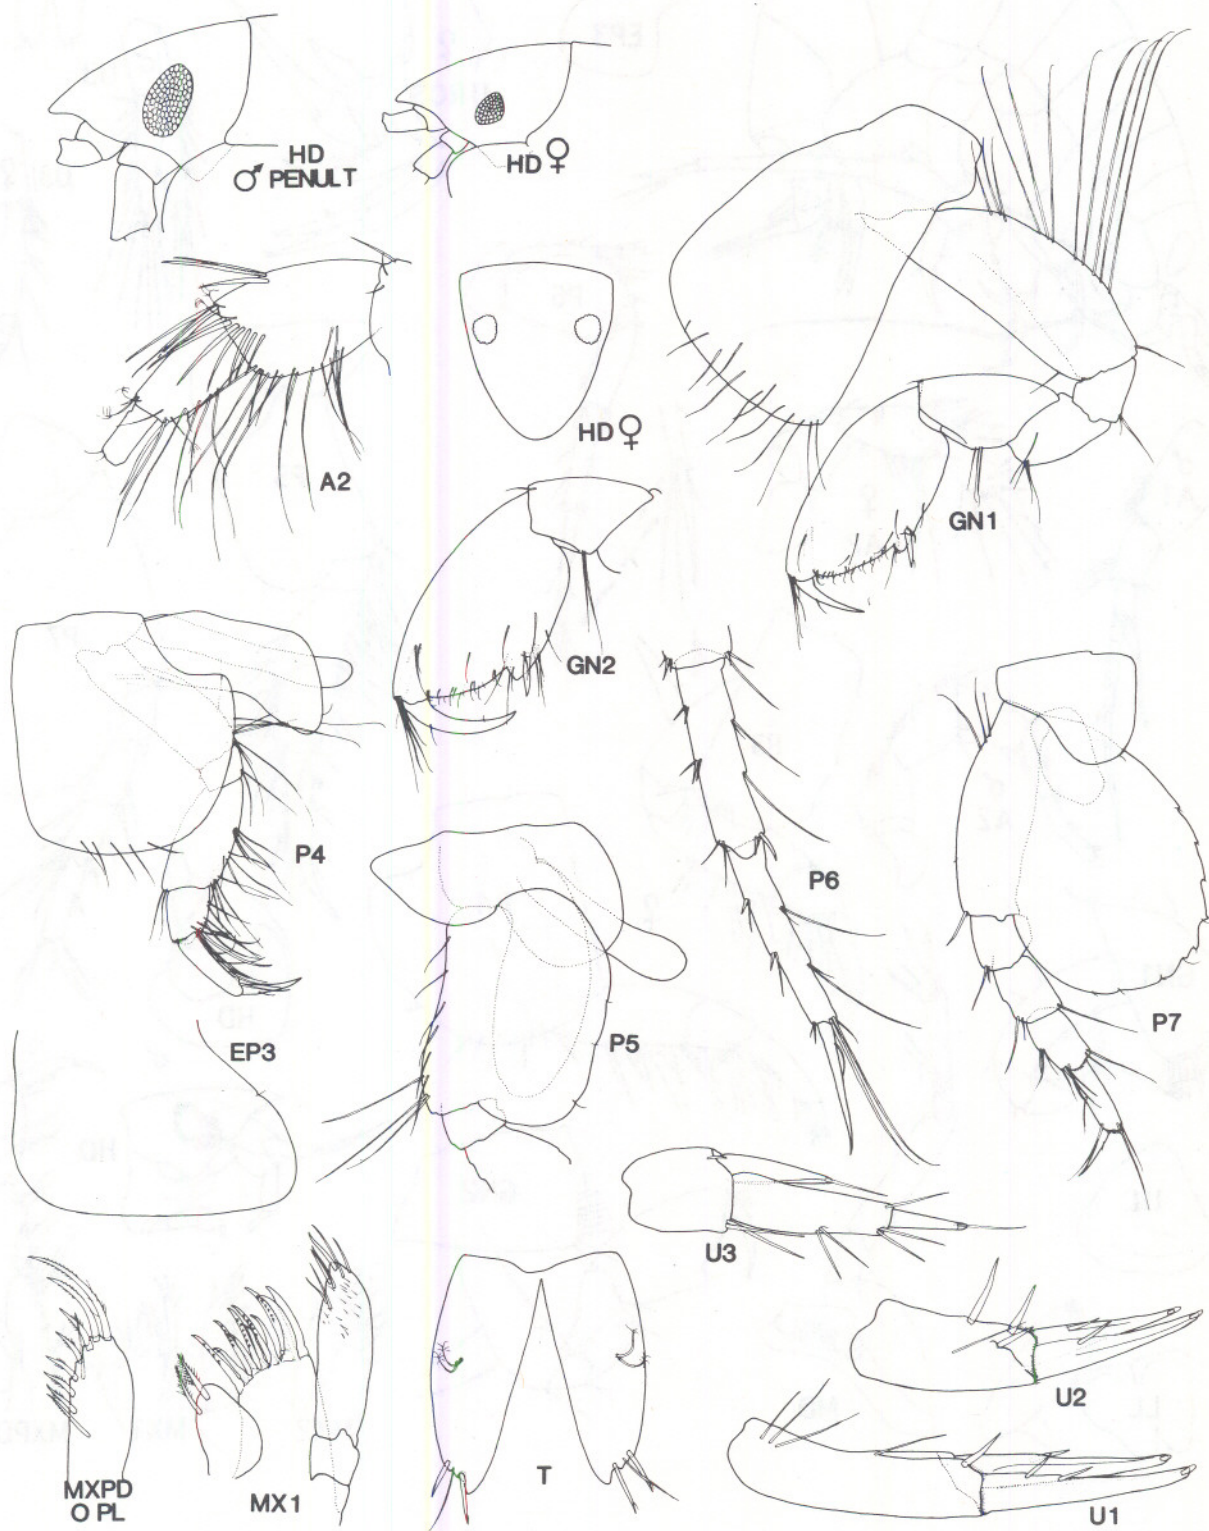 HD
♂ PENULT
HD ♀
A2
HD ♀
GN1
GN2
P4
P6
P5
P7
EP3
U3
U2
MXPD
O PL
MX1
T
U1